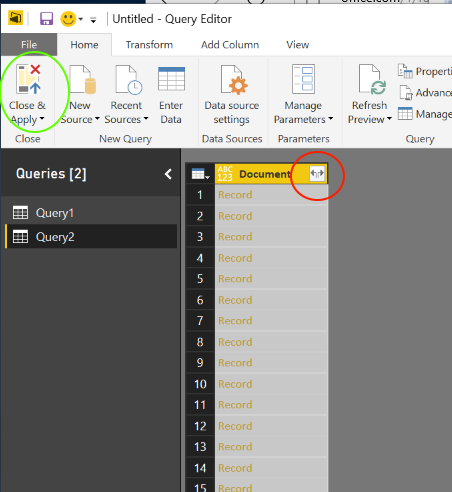 Untitled - Query Editor
File Home Transform Add Column View
Close & Apply
New Source
Recent Sources
Enter Data
Data source settings
Manage Parameters
Refresh Preview
Properti
Advance
Manage
Close New Query Data Sources Parameters Query
Queries [2]
Query1
Query2
ABC 123 Document
1 Record
2 Record
3 Record
4 Record
5 Record
6 Record
7 Record
8 Record
9 Record
10 Record
11 Record
12 Record
13 Record
14 Record
15 Record